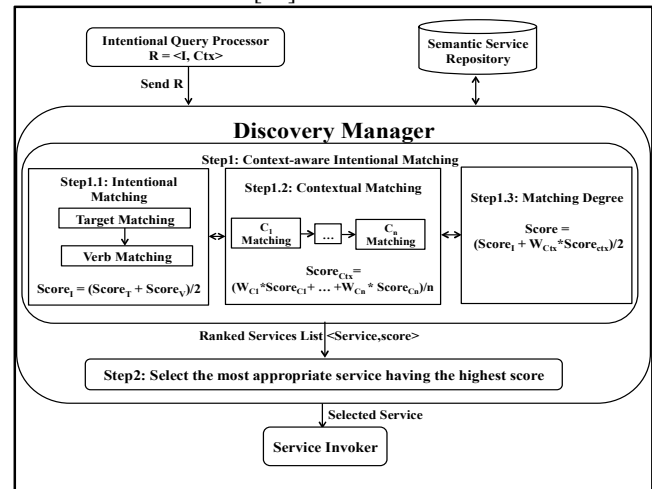 Intentional Query Processor
R = <I, Ctx>
Semantic Service
Repository
Send R
Discovery Manager
Step1: Context-aware Intentional Matching
Step1.1: Intentional
Matching
Target Matching
Verb Matching
Score_I = (Score_T + Score_V)/2
Step1.2: Contextual Matching
C_1
Matching
...
C_n
Matching
Score_Ctx=
(W_C1*Score_C1+ … +W_Cn* Score_Cn)/n
Step1.3: Matching Degree
Score =
(Score_I + W_Ctx*Score_ctx)/2
Ranked Services List <Service,score>
Step2: Select the most appropriate service having the highest score
Selected Service
Service Invoker